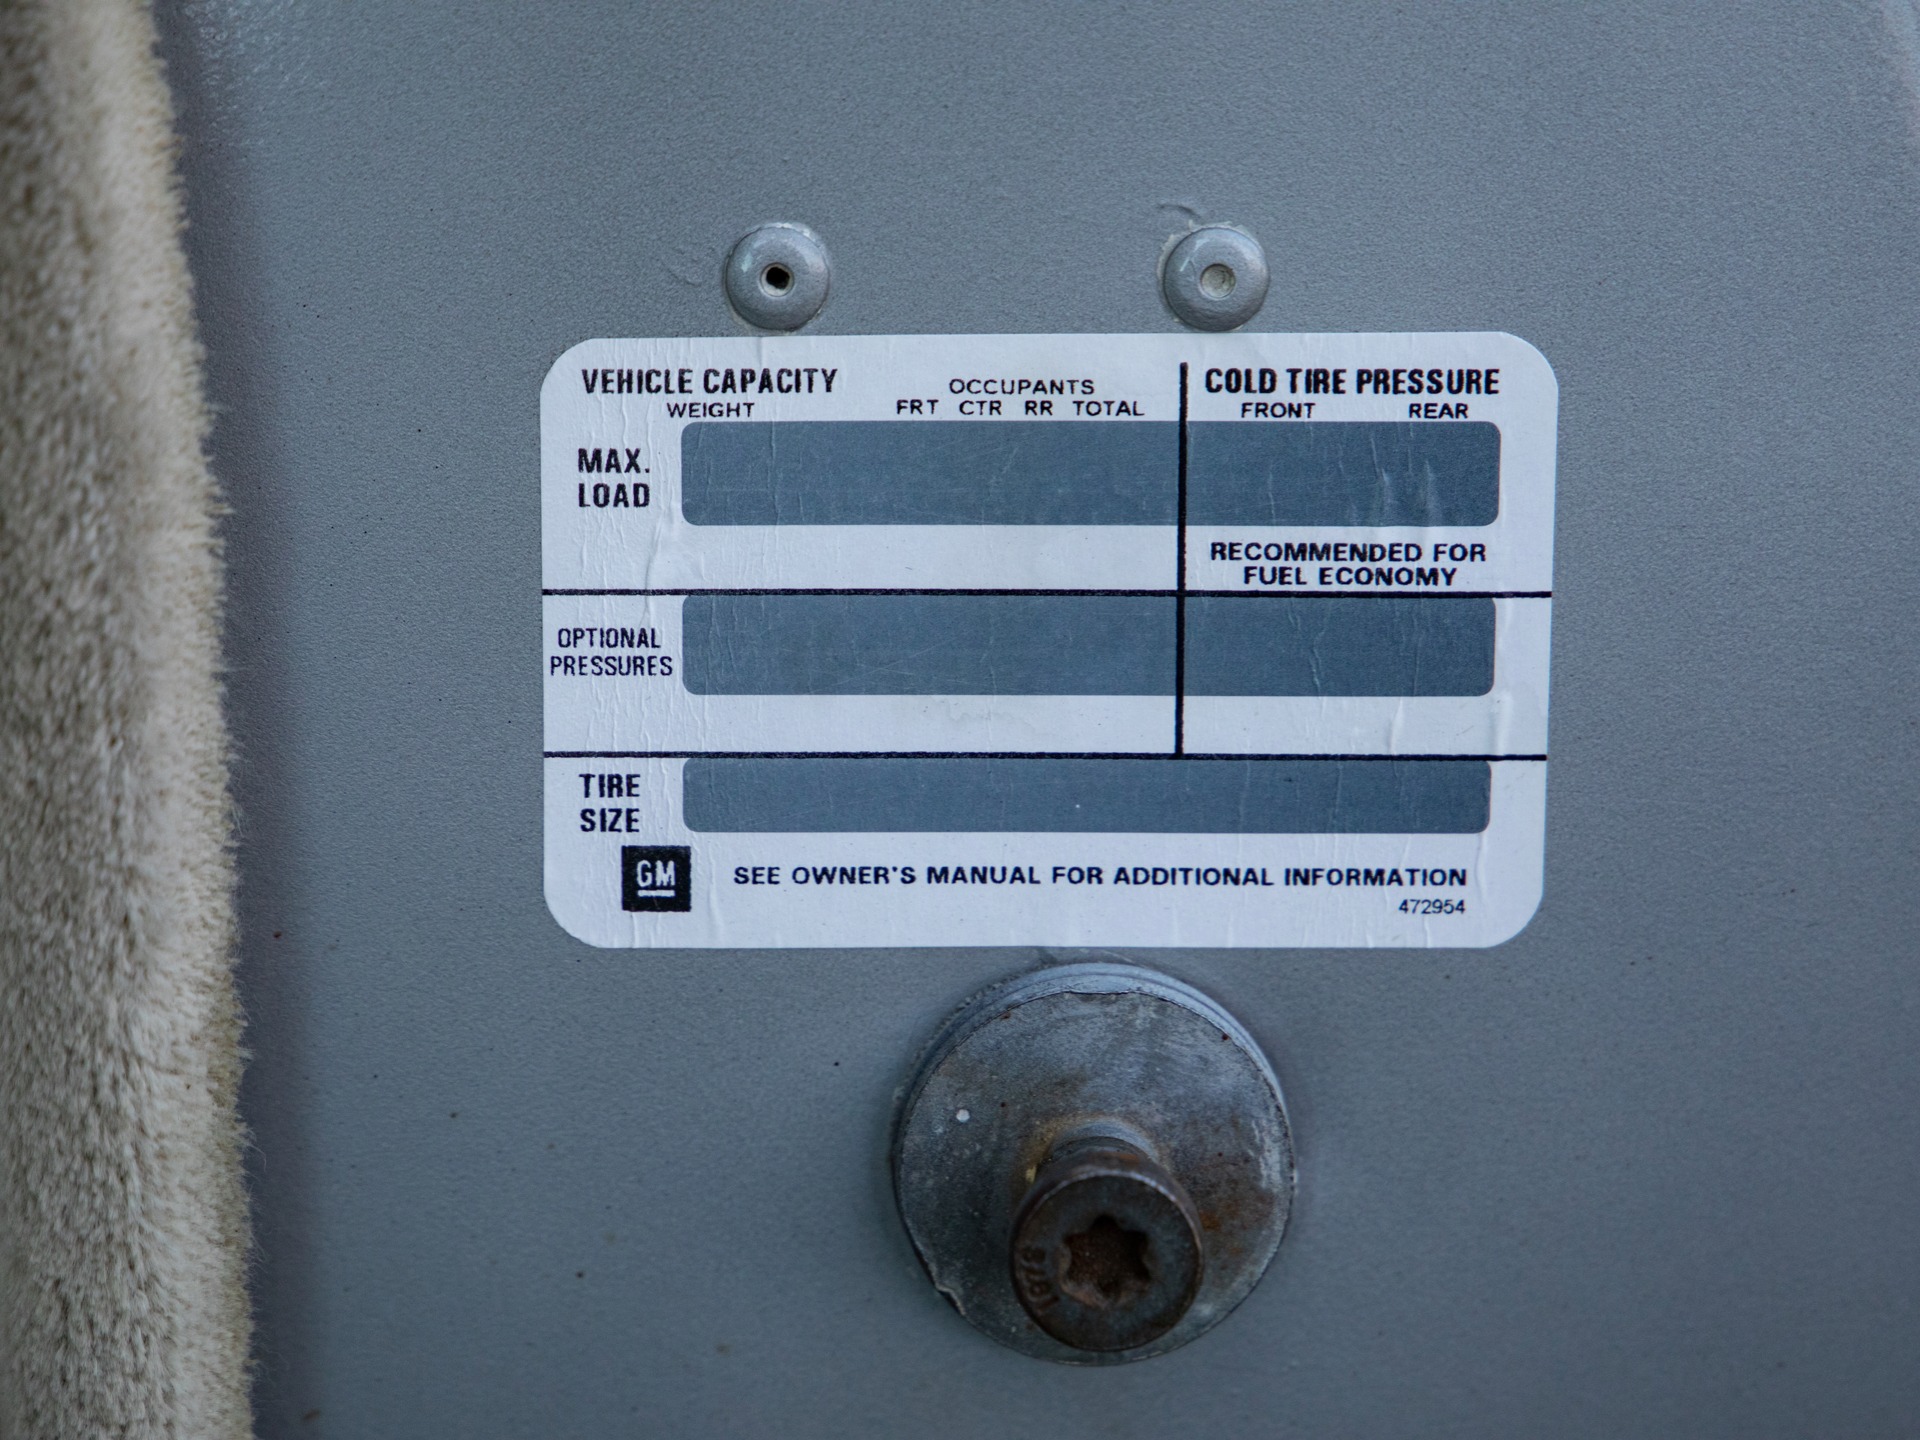 VEHICLE CAPACITY
WEIGHT
OCCUPANTS
FRT CTR RR TOTAL
COLD TIRE PRESSURE
FRONT REAR
MAX.
LOAD
RECOMMENDED FOR
FUEL ECONOMY
OPTIONAL
PRESSURES
TIRE
SIZE
GM
SEE OWNER'S MANUAL FOR ADDITIONAL INFORMATION
472954